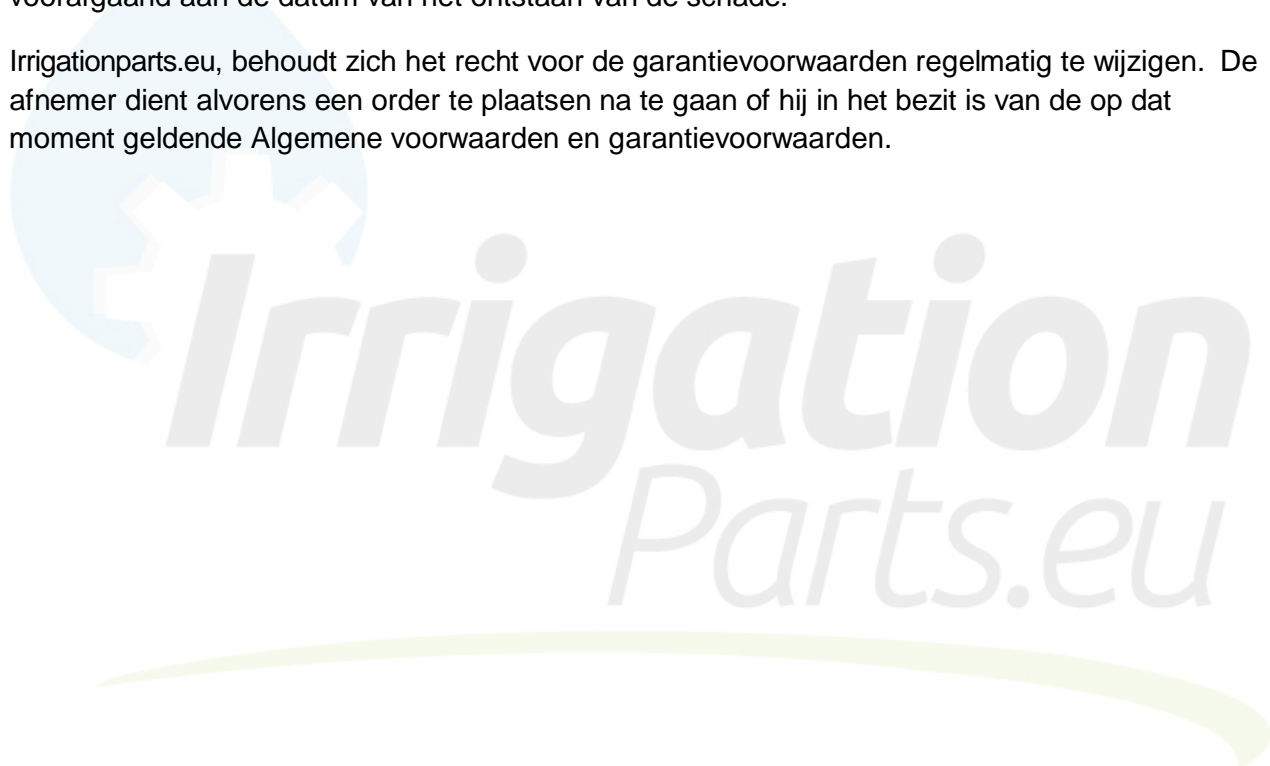 voorafgaand aan de datum van het ontstaan van de schade.
Irrigationparts.eu, behoudt zich het recht voor de garantievoorwaarden regelmatig te wijzigen. De
afnemer dient alvorens een order te plaatsen na te gaan of hij in het bezit is van de op dat
moment geldende Algemene voorwaarden en garantievoorwaarden.
Irrigation
Parts.eu